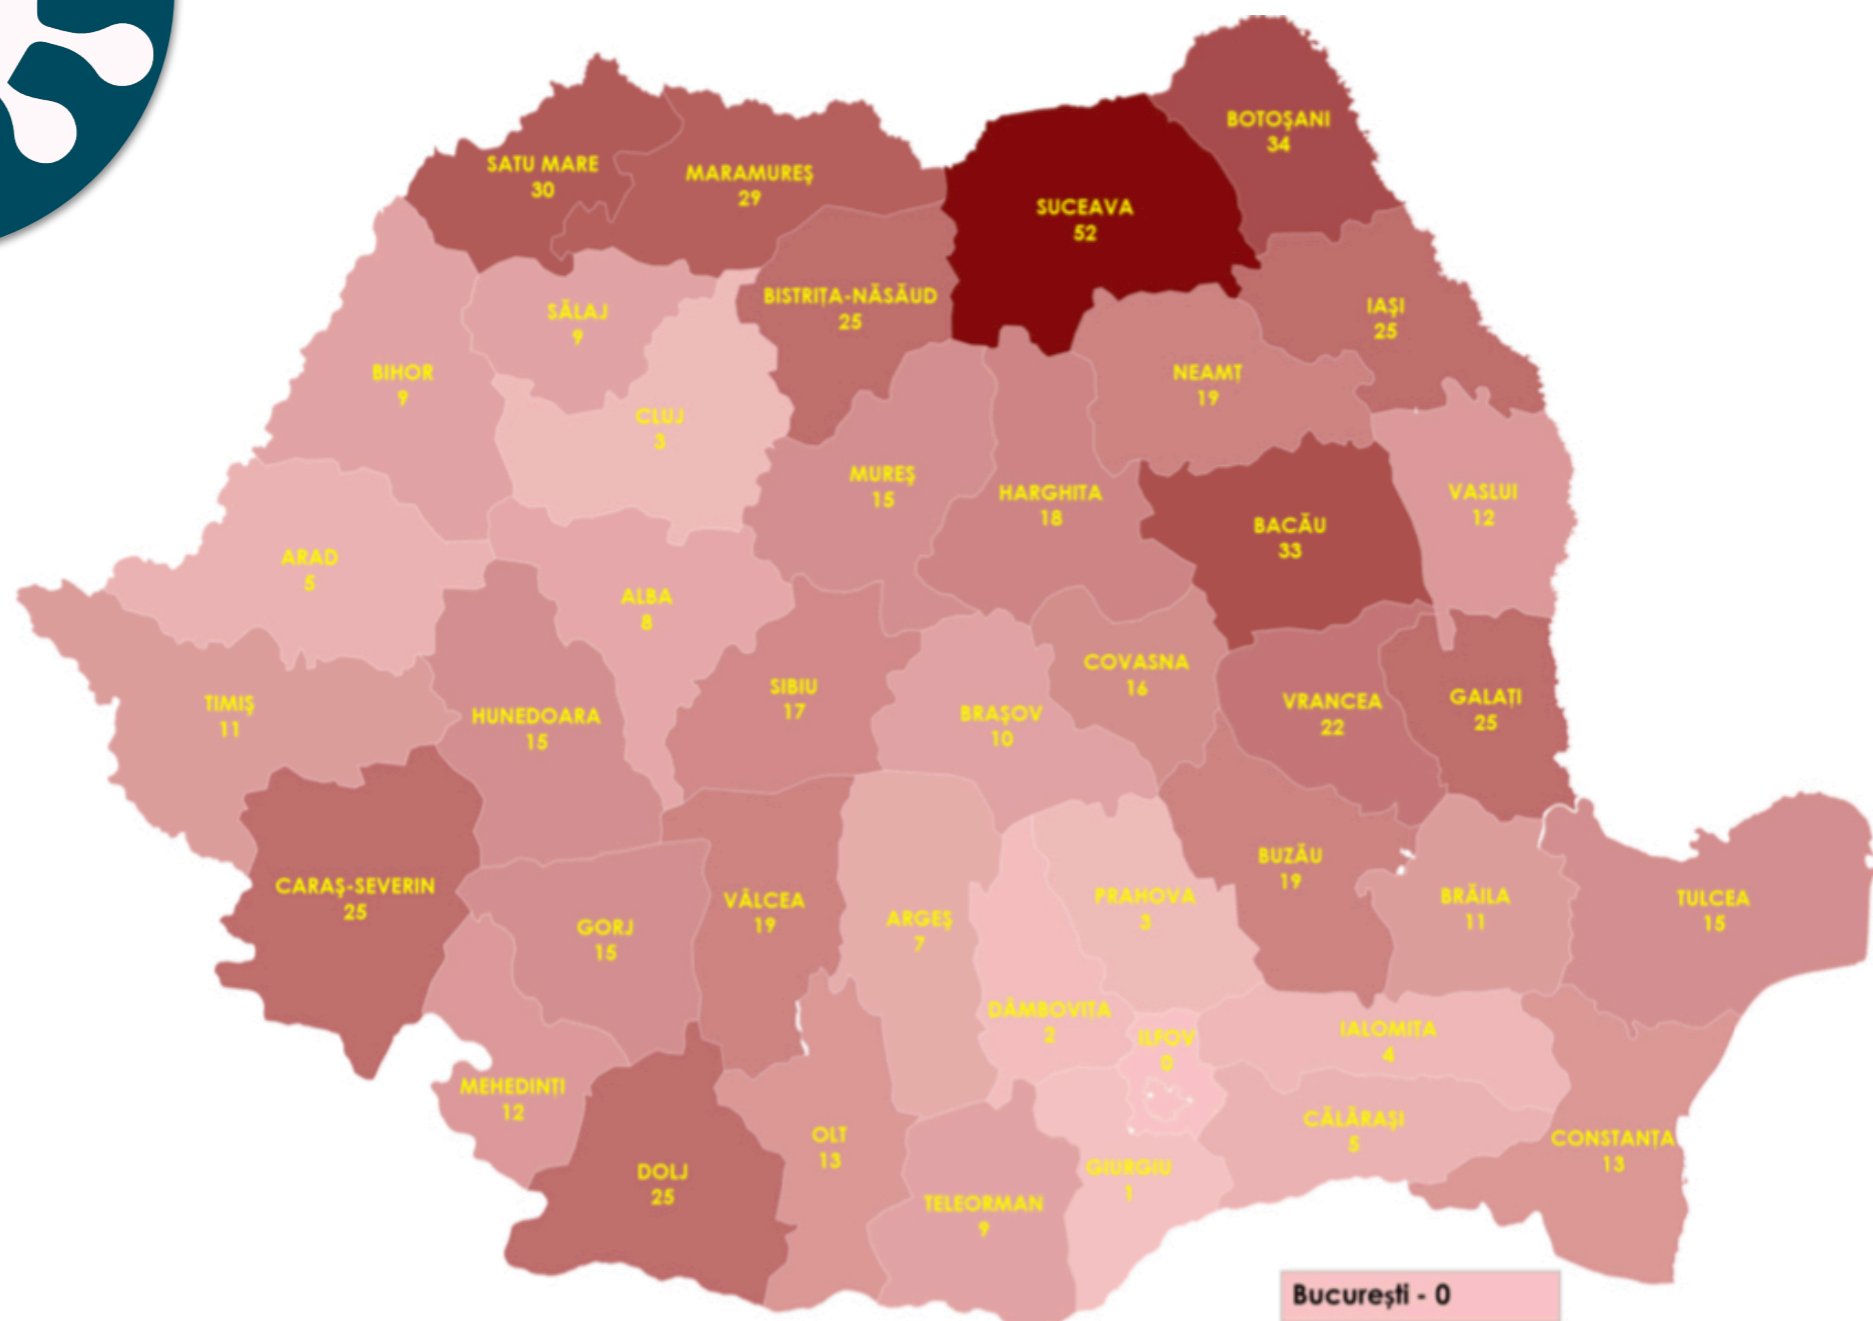 BOTOȘANI
34
SATU MARE
30
MARAMUREȘ
29
SUCEAVA
52
BISTRIȚA-NĂSĂUD
25
IAȘI
25
SĂLAJ
9
BIHOR
9
NEAMȚ
19
CLUJ
3
MUREȘ
15
HARGHITA
18
VASLUI
12
BACĂU
33
ARAD
5
ALBA
8
COVASNA
16
SIBIU
17
TIMIȘ
11
HUNEDOARA
15
BRAȘOV
10
VRANCEA
22
GALAȚI
25
BUZĂU
19
CARAȘ-SEVERIN
25
VÂLCEA
19
PRAHOVA
3
BRĂILA
11
TULCEA
15
GORJ
15
ARGEȘ
7
DÂMBOVIȚA
2
ILFOV
0
IALOMIȚA
4
MEHEDINȚI
12
CĂLĂRAȘI
5
OLT
13
CONSTANȚA
13
DOLJ
25
GIURGIU
1
TELEORMAN
9
București - 0